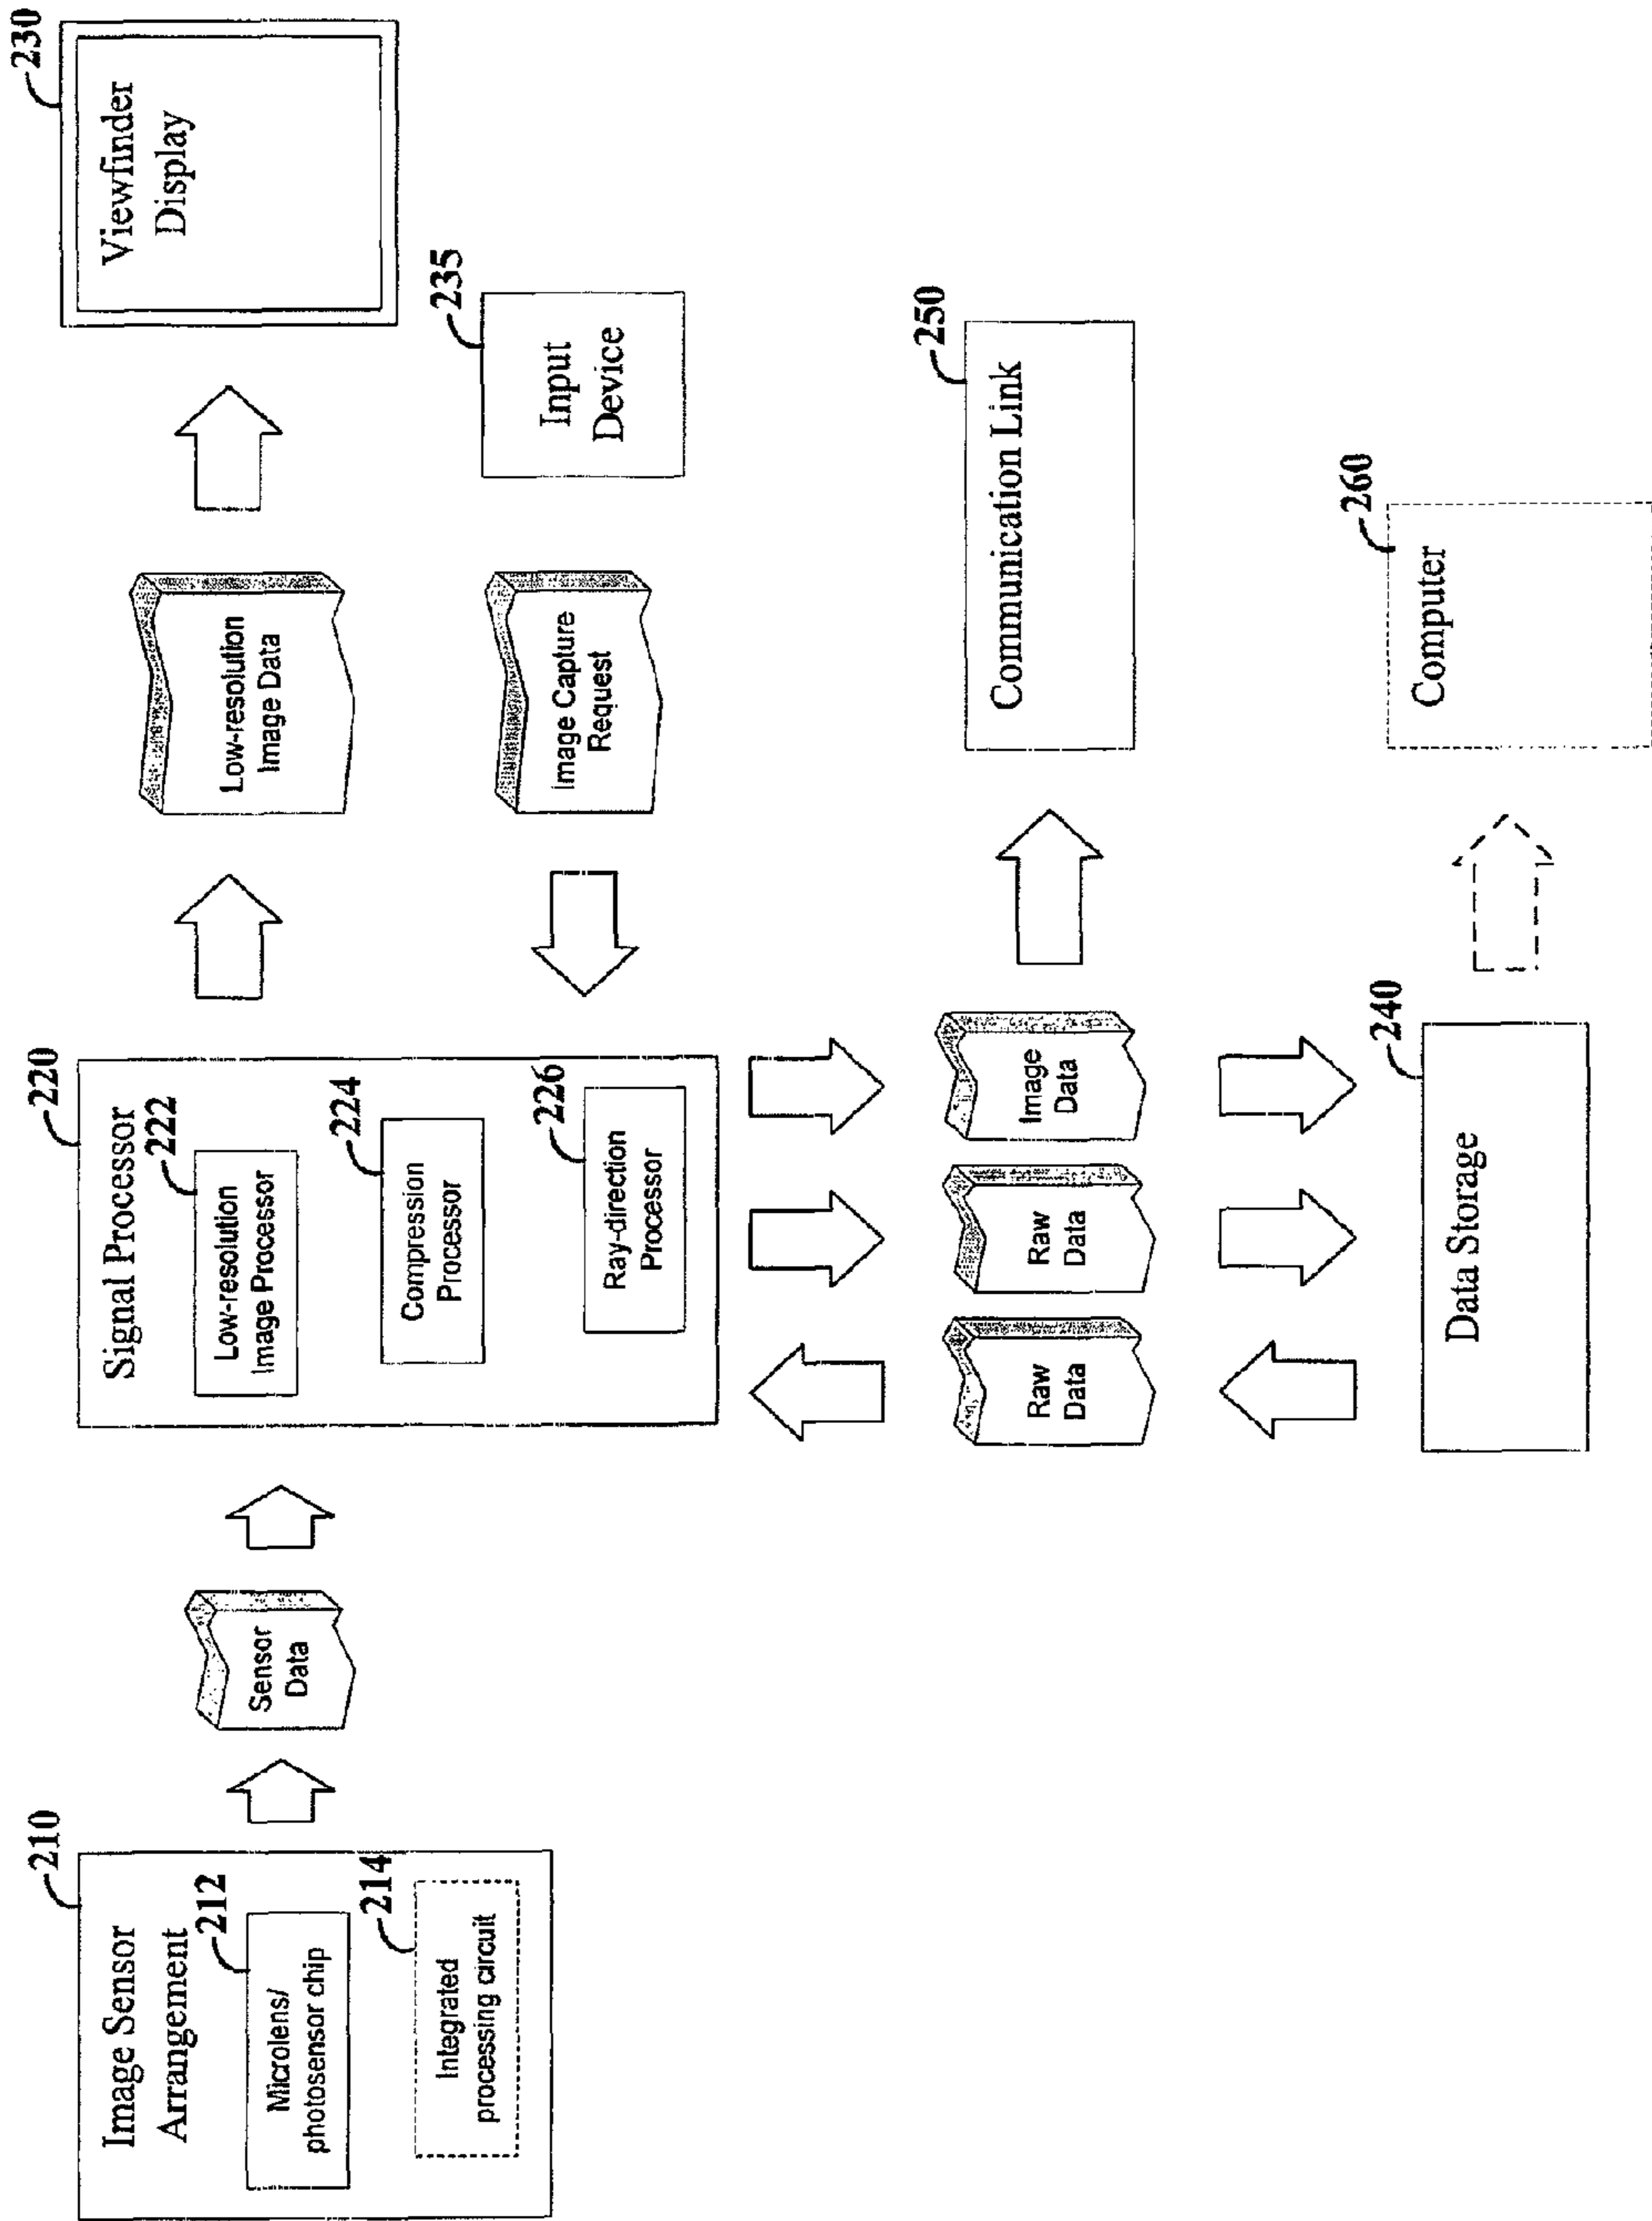 210
Image Sensor
Arrangement
212
Microlens/
photosensor chip
214
Integrated
processing circuit
Sensor
Data
220
Signal Processor
222
Low-resolution
Image Processor
224
Compression
Processor
226
Ray-direction
Processor
Low-resolution
Image Data
230
Viewfinder
Display
Image Capture
Request
235
Input
Device
Raw
Data
Raw
Data
Image
Data
250
Communication Link
240
Data Storage
260
Computer